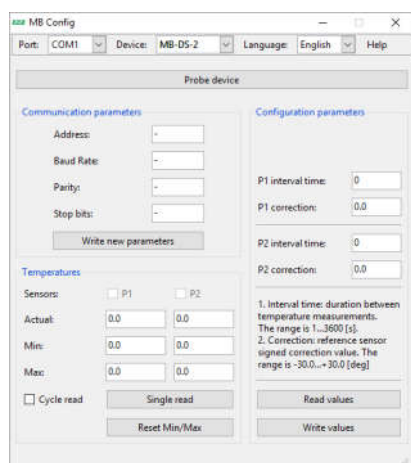 MB Config
Port: COM1 Device: MB-DS-2 Language: English Help
Probe device
Communication parameters
Address: -
Baud Rate: -
Parity: -
Stop bits: -
Write new parameters
Temperatures
Sensors: P1 P2
Actual: 0.0 0.0
Min: 0.0 0.0
Max: 0.0 0.0
Cycle read Single read
Reset Min/Max
Configuration parameters
P1 interval time: 0
P1 correction: 0.0
P2 interval time: 0
P2 correction: 0.0
1. Interval time: duration between
temperature measurements.
The range is 1...3600 [s].
2. Correction: reference sensor
signed correction value. The
range is -30.0...+30.0 [deg]
Read values
Write values